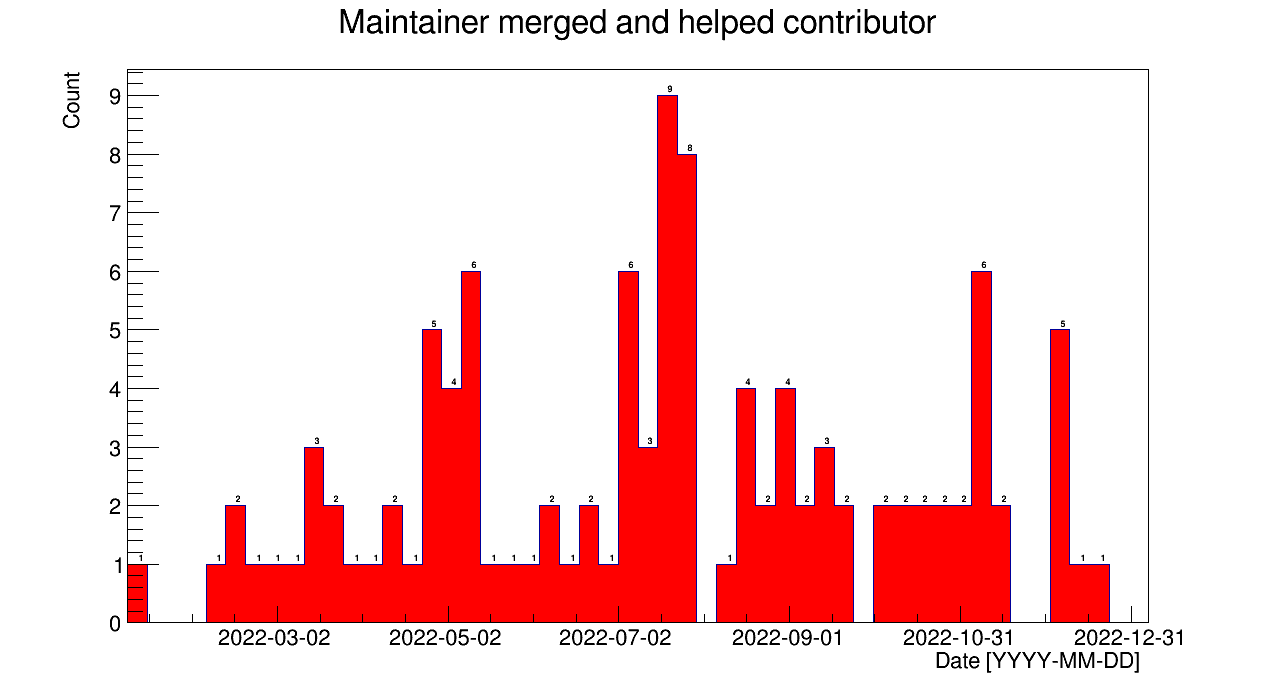 Maintainer merged and helped contributor
Count
9
8
7
6
5
4
3
2
1
0
1 1 2 1 1 1 3 2 1 1 2 1 5 4 6 1 1 1 2 1 2 1 6 3 9 8 1 4 2 4 2 3 2 2 2 2 2 2 6 2 5 1 1
2022-03-02 2022-05-02 2022-07-02 2022-09-01 2022-10-31 2022-12-31
Date [YYYY-MM-DD]